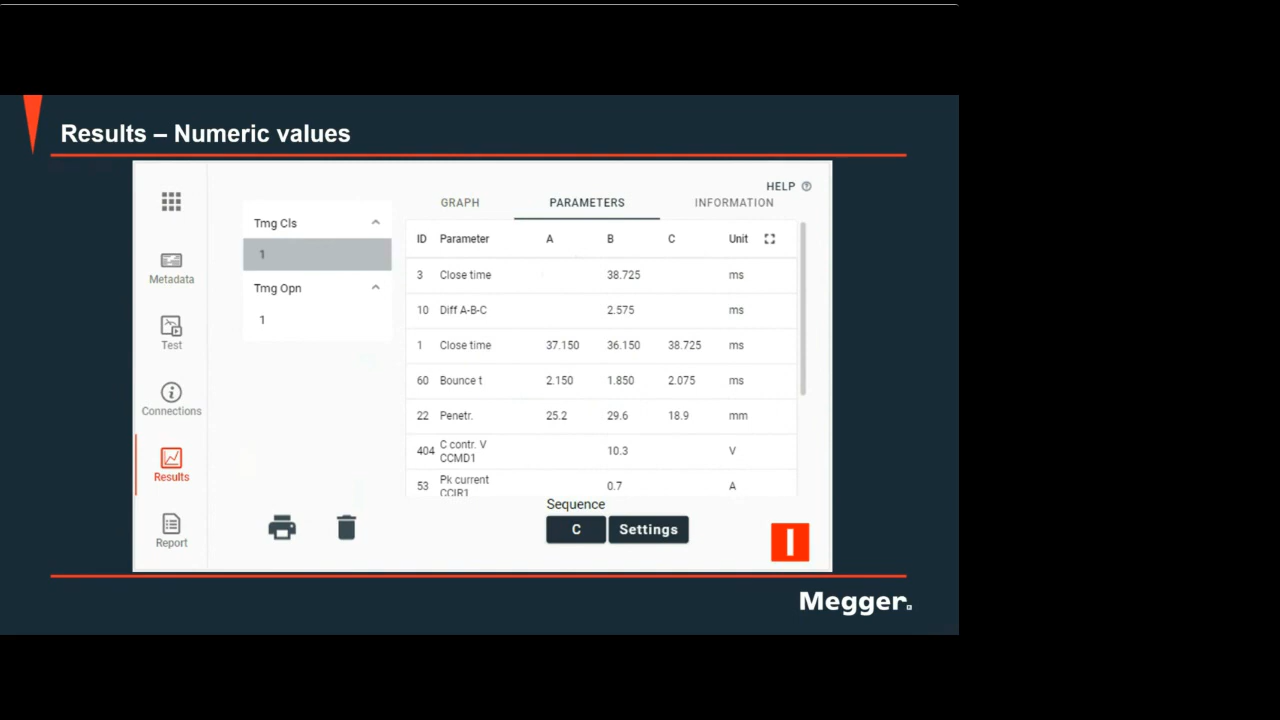 Results – Numeric values
HELP
GRAPH PARAMETERS INFORMATION
Metadata
Test
Connections
Results
Report
Tmg Cls
1
Tmg Opn
1
ID Parameter A B C Unit
3 Close time 38.725 ms
10 Diff A-B-C 2.575 ms
1 Close time 37.150 36.150 38.725 ms
60 Bounce t 2.150 1.850 2.075 ms
22 Penetr. 25.2 29.6 18.9 mm
404 C contr. V CCMD1 10.3 V
53 Pk current CCIR1 0.7 A
Sequence
C Settings
Megger